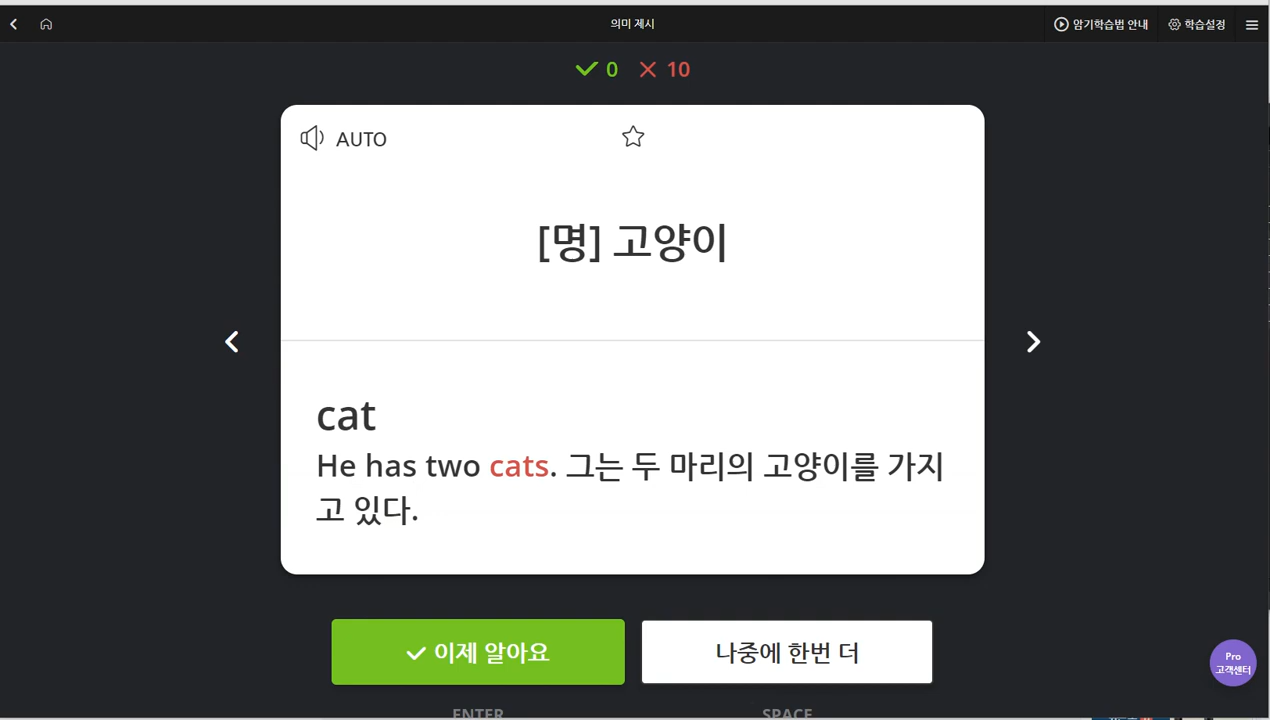 의미 제시
암기학습법 안내
학습설정
0
10
AUTO
[명] 고양이
cat
He has two cats. 그는 두 마리의 고양이를 가지
고 있다.
이제 알아요
나중에 한번 더
Pro
고객센터
ENTER
SPACE